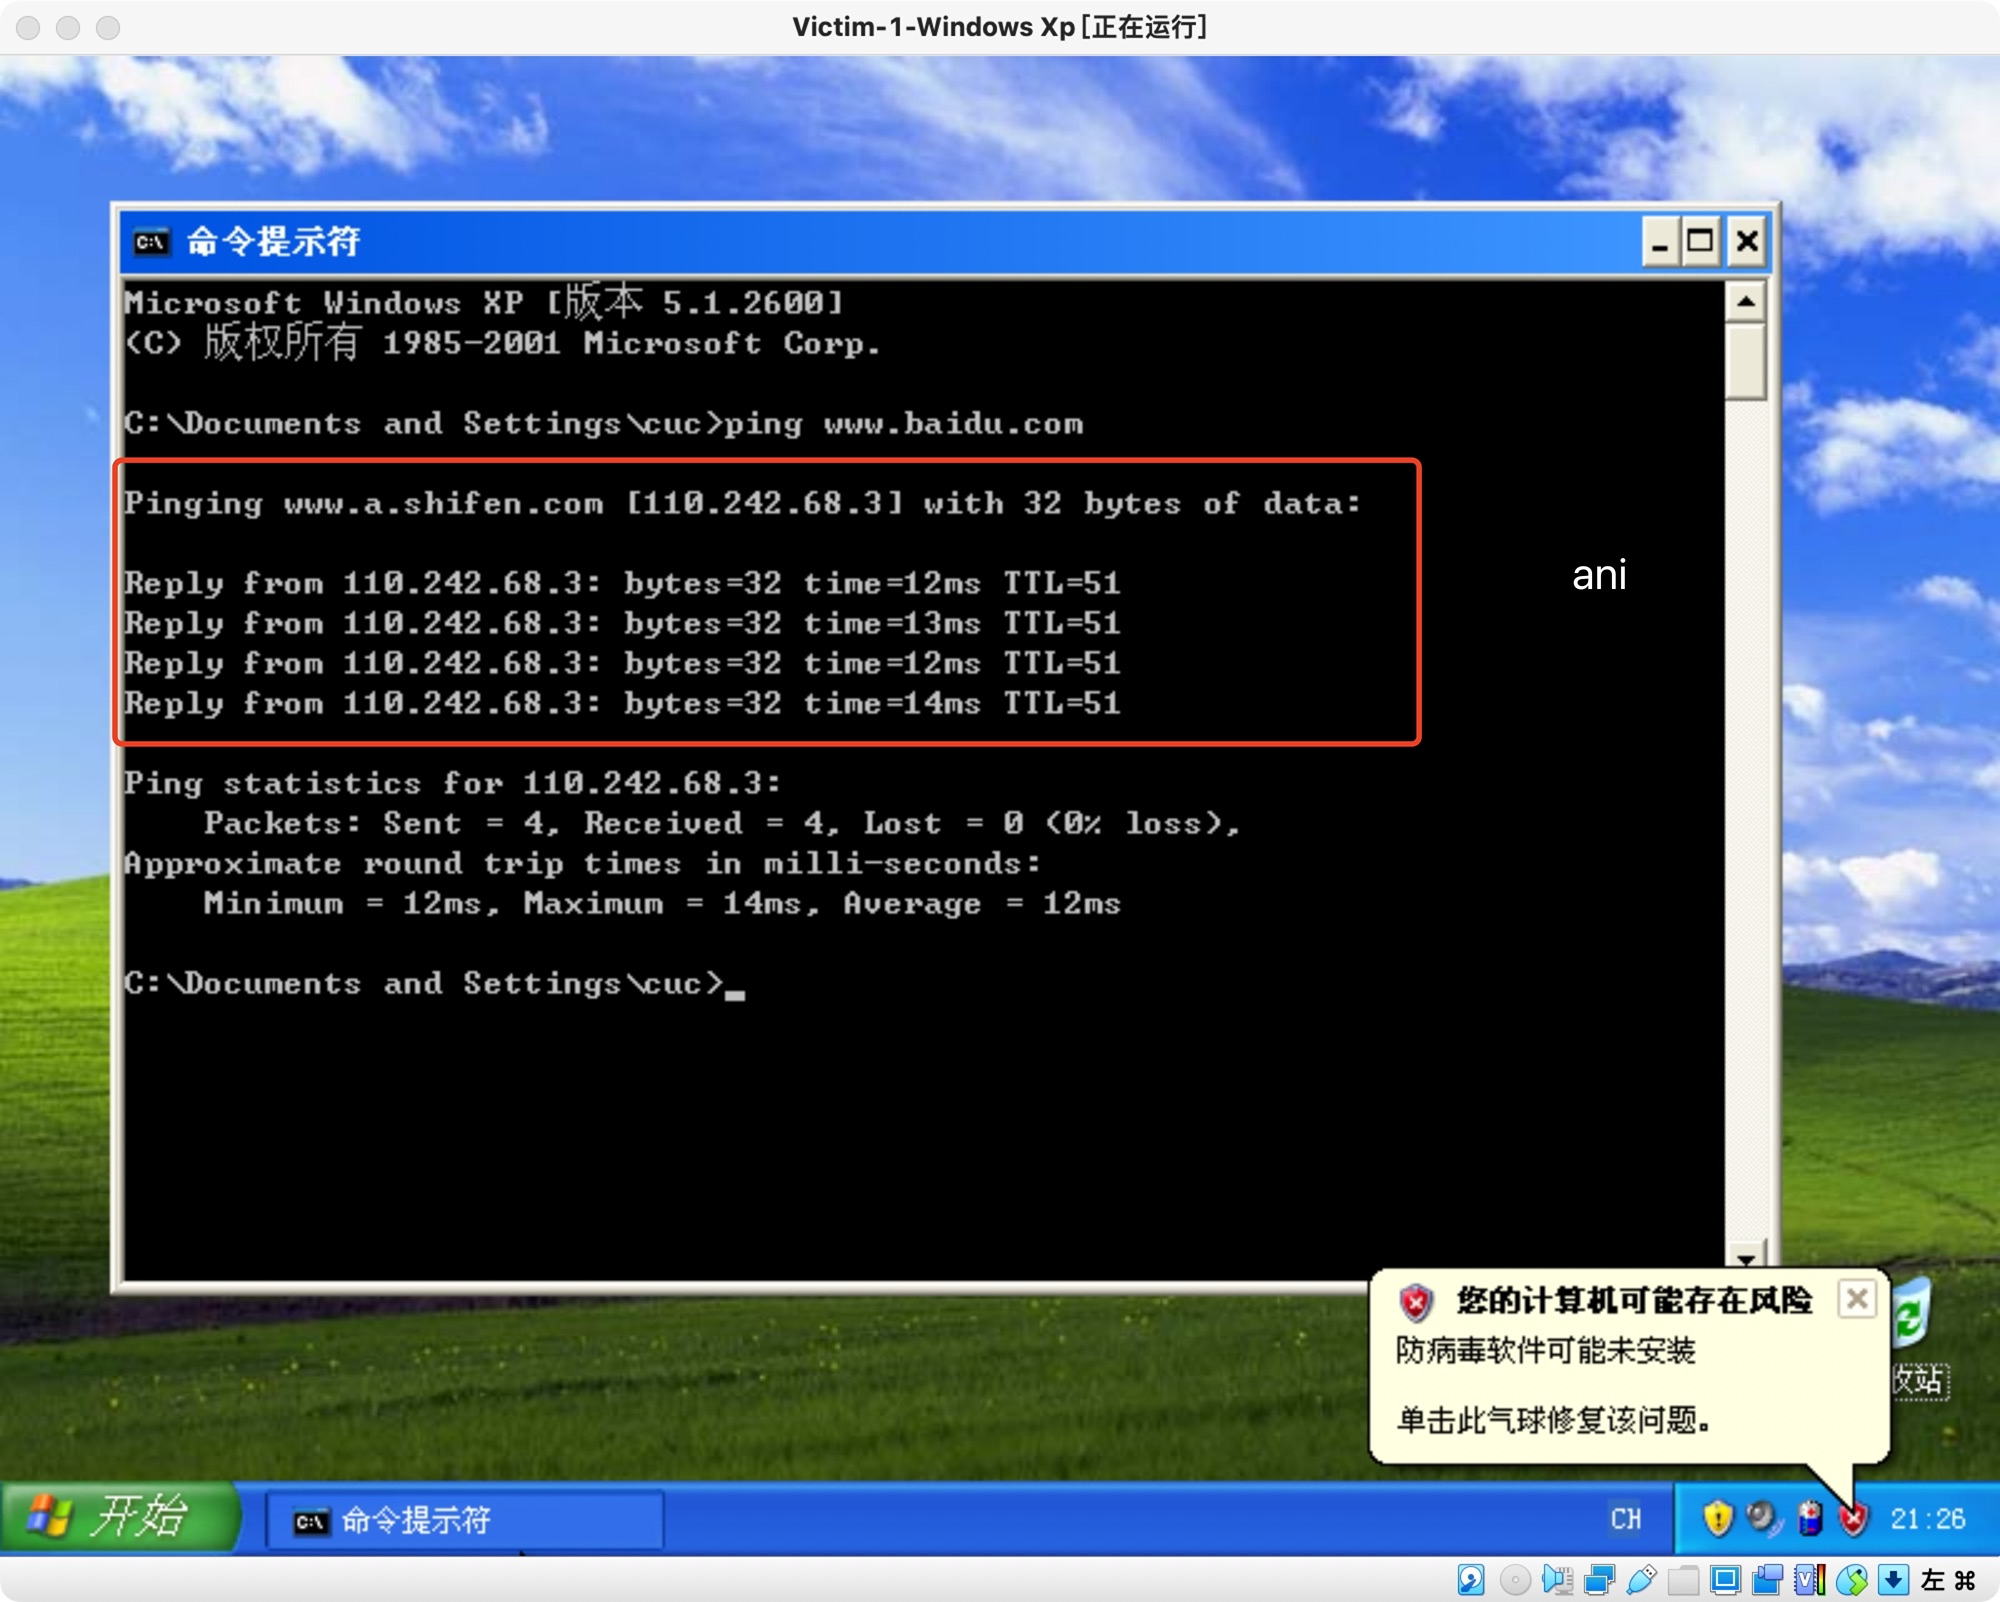 Victim-1-Windows Xp [正在运行]
命令提示符
Microsoft Windows XP [版本 5.1.2600]
(C) 版权所有 1985-2001 Microsoft Corp.
C:\Documents and Settings\cuc>ping www.baidu.com
Pinging www.a.shifen.com [110.242.68.3] with 32 bytes of data:
ani
Reply from 110.242.68.3: bytes=32 time=12ms TTL=51
Reply from 110.242.68.3: bytes=32 time=13ms TTL=51
Reply from 110.242.68.3: bytes=32 time=12ms TTL=51
Reply from 110.242.68.3: bytes=32 time=14ms TTL=51
Ping statistics for 110.242.68.3:
Packets: Sent = 4, Received = 4, Lost = 0 (0% loss),
Approximate round trip times in milli-seconds:
Minimum = 12ms, Maximum = 14ms, Average = 12ms
C:\Documents and Settings\cuc>
您的计算机可能存在风险
防病毒软件可能未安装
收站
单击此气球修复该问题。
开始
命令提示符
CH
21:26
左 ⌘